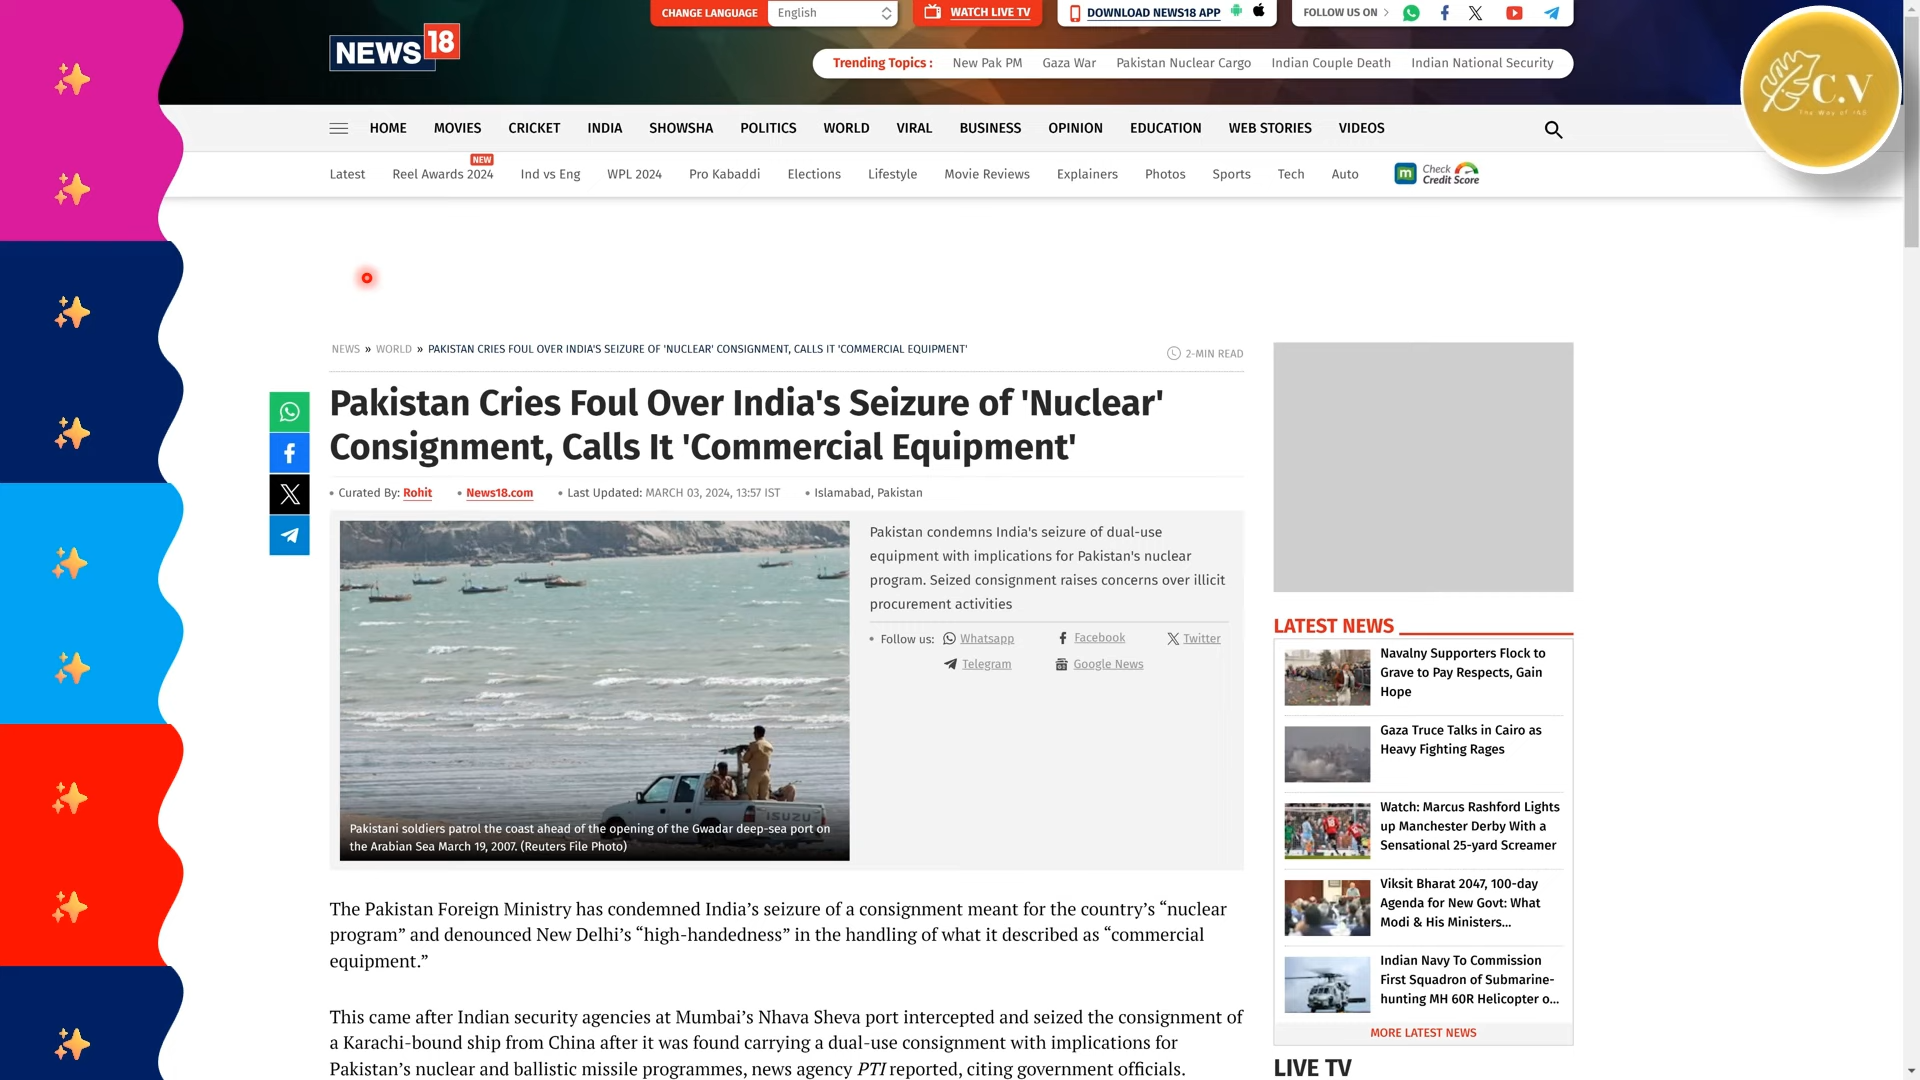 CHANGE LANGUAGE English WATCH LIVE TV DOWNLOAD NEWS18 APP FOLLOW US ON
NEWS 18
Trending Topics : New Pak PM Gaza War Pakistan Nuclear Cargo Indian Couple Death Indian National Security
C.V
The Way of IAS
HOME MOVIES CRICKET INDIA SHOWSHA POLITICS WORLD VIRAL BUSINESS OPINION EDUCATION WEB STORIES VIDEOS
NEW
Latest Reel Awards 2024 Ind vs Eng WPL 2024 Pro Kabaddi Elections Lifestyle Movie Reviews Explainers Photos Sports Tech Auto m Check
Credit Score
NEWS » WORLD » PAKISTAN CRIES FOUL OVER INDIA'S SEIZURE OF 'NUCLEAR' CONSIGNMENT, CALLS IT 'COMMERCIAL EQUIPMENT'
2-MIN READ
Pakistan Cries Foul Over India's Seizure of 'Nuclear'
Consignment, Calls It 'Commercial Equipment'
• Curated By: Rohit • News18.com • Last Updated: MARCH 03, 2024, 13:57 IST • Islamabad, Pakistan
Pakistan condemns India's seizure of dual-use
equipment with implications for Pakistan's nuclear
program. Seized consignment raises concerns over illicit
procurement activities
• Follow us: Whatsapp Facebook Twitter
Telegram Google News
ISUZU
Pakistani soldiers patrol the coast ahead of the opening of the Gwadar deep-sea port on
the Arabian Sea March 19, 2007. (Reuters File Photo)
The Pakistan Foreign Ministry has condemned India’s seizure of a consignment meant for the country’s “nuclear
program” and denounced New Delhi’s “high-handedness” in the handling of what it described as “commercial
equipment.”
This came after Indian security agencies at Mumbai’s Nhava Sheva port intercepted and seized the consignment of
a Karachi-bound ship from China after it was found carrying a dual-use consignment with implications for
Pakistan’s nuclear and ballistic missile programmes, news agency PTI reported, citing government officials.
LATEST NEWS
Navalny Supporters Flock to
Grave to Pay Respects, Gain
Hope
Gaza Truce Talks in Cairo as
Heavy Fighting Rages
Watch: Marcus Rashford Lights
up Manchester Derby With a
Sensational 25-yard Screamer
Viksit Bharat 2047, 100-day
Agenda for New Govt: What
Modi & His Ministers...
Indian Navy To Commission
First Squadron of Submarine-
hunting MH 60R Helicopter o...
MORE LATEST NEWS
LIVE TV